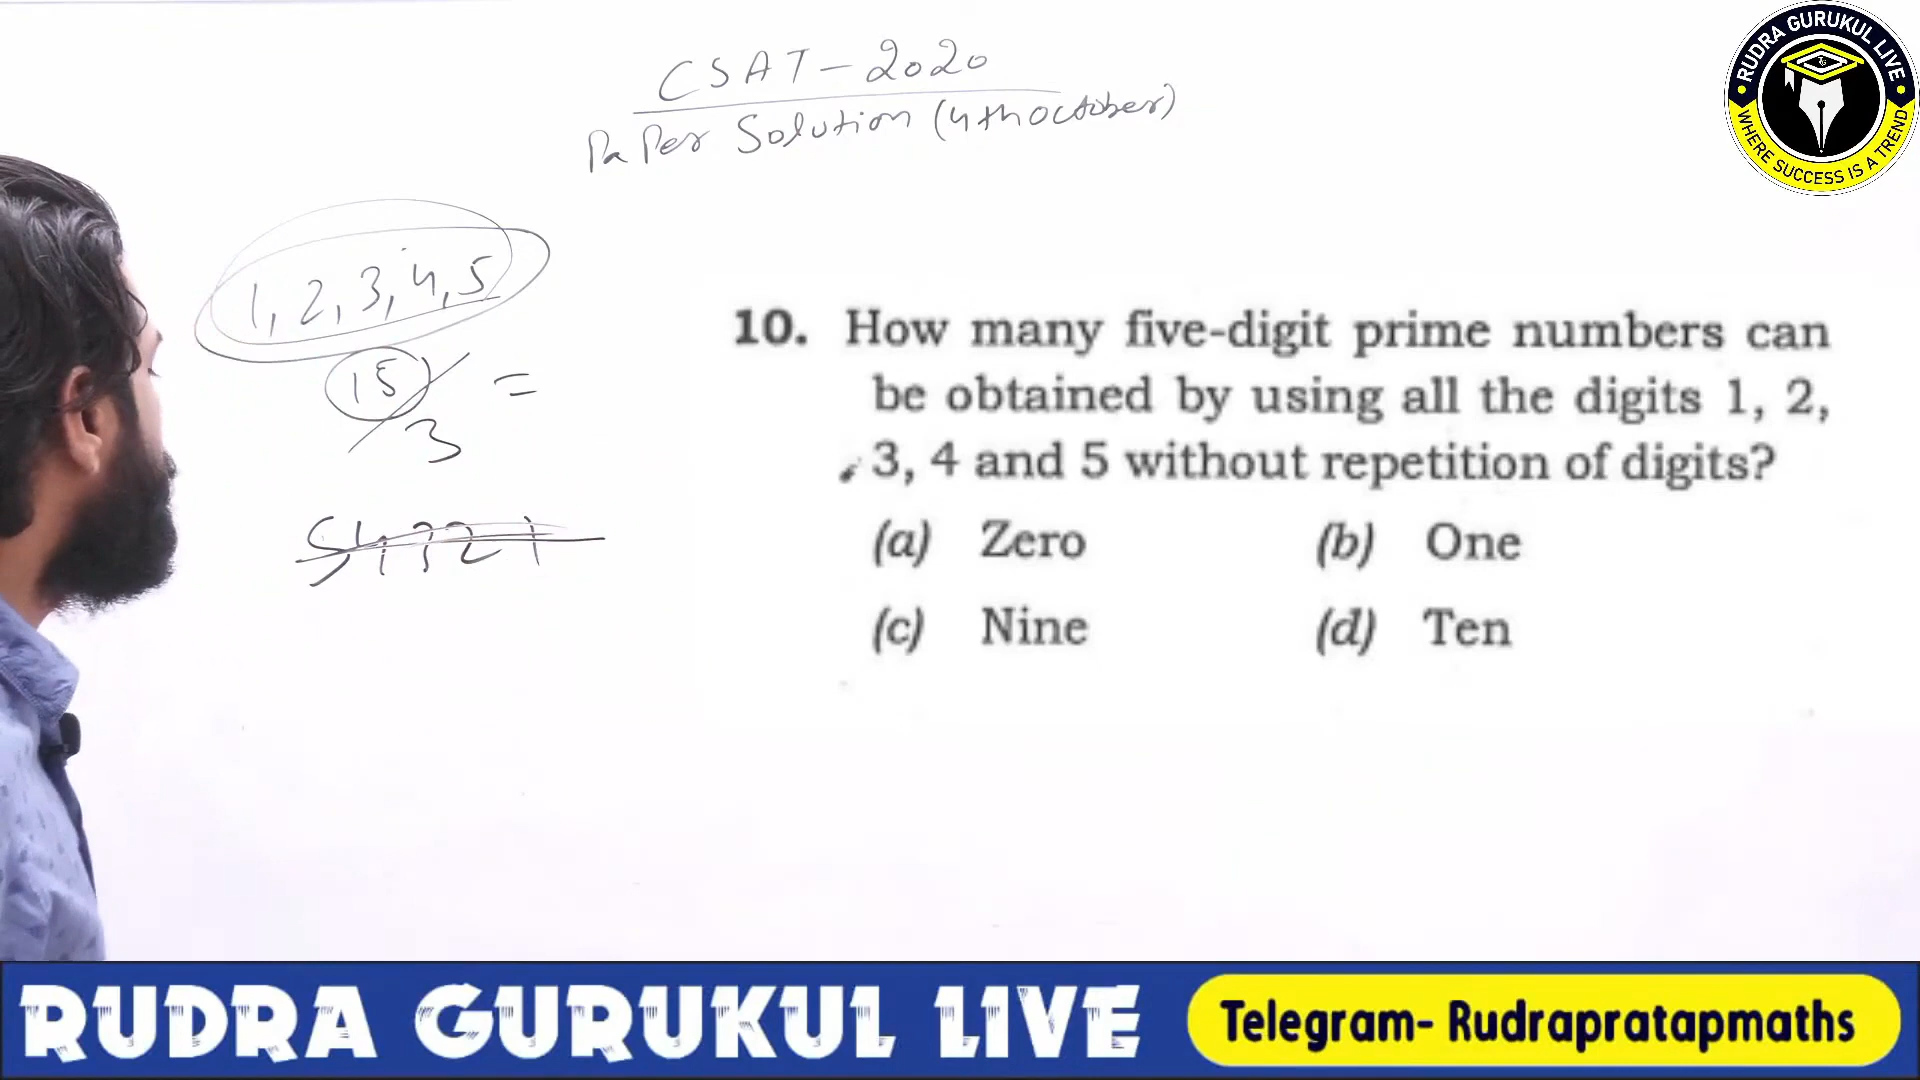 CSAT - 2020
Paper Solution (4th october)
RUDRA GURUKUL LIVE
WHERE SUCCESS IS A TREND
1, 2, 3, 4, 5
15
3
=
54321
10. How many five-digit prime numbers can
be obtained by using all the digits 1, 2,
3, 4 and 5 without repetition of digits?
(a) Zero (b) One
(c) Nine (d) Ten
RUDRA GURUKUL LIVE
Telegram- Rudrapratapmaths